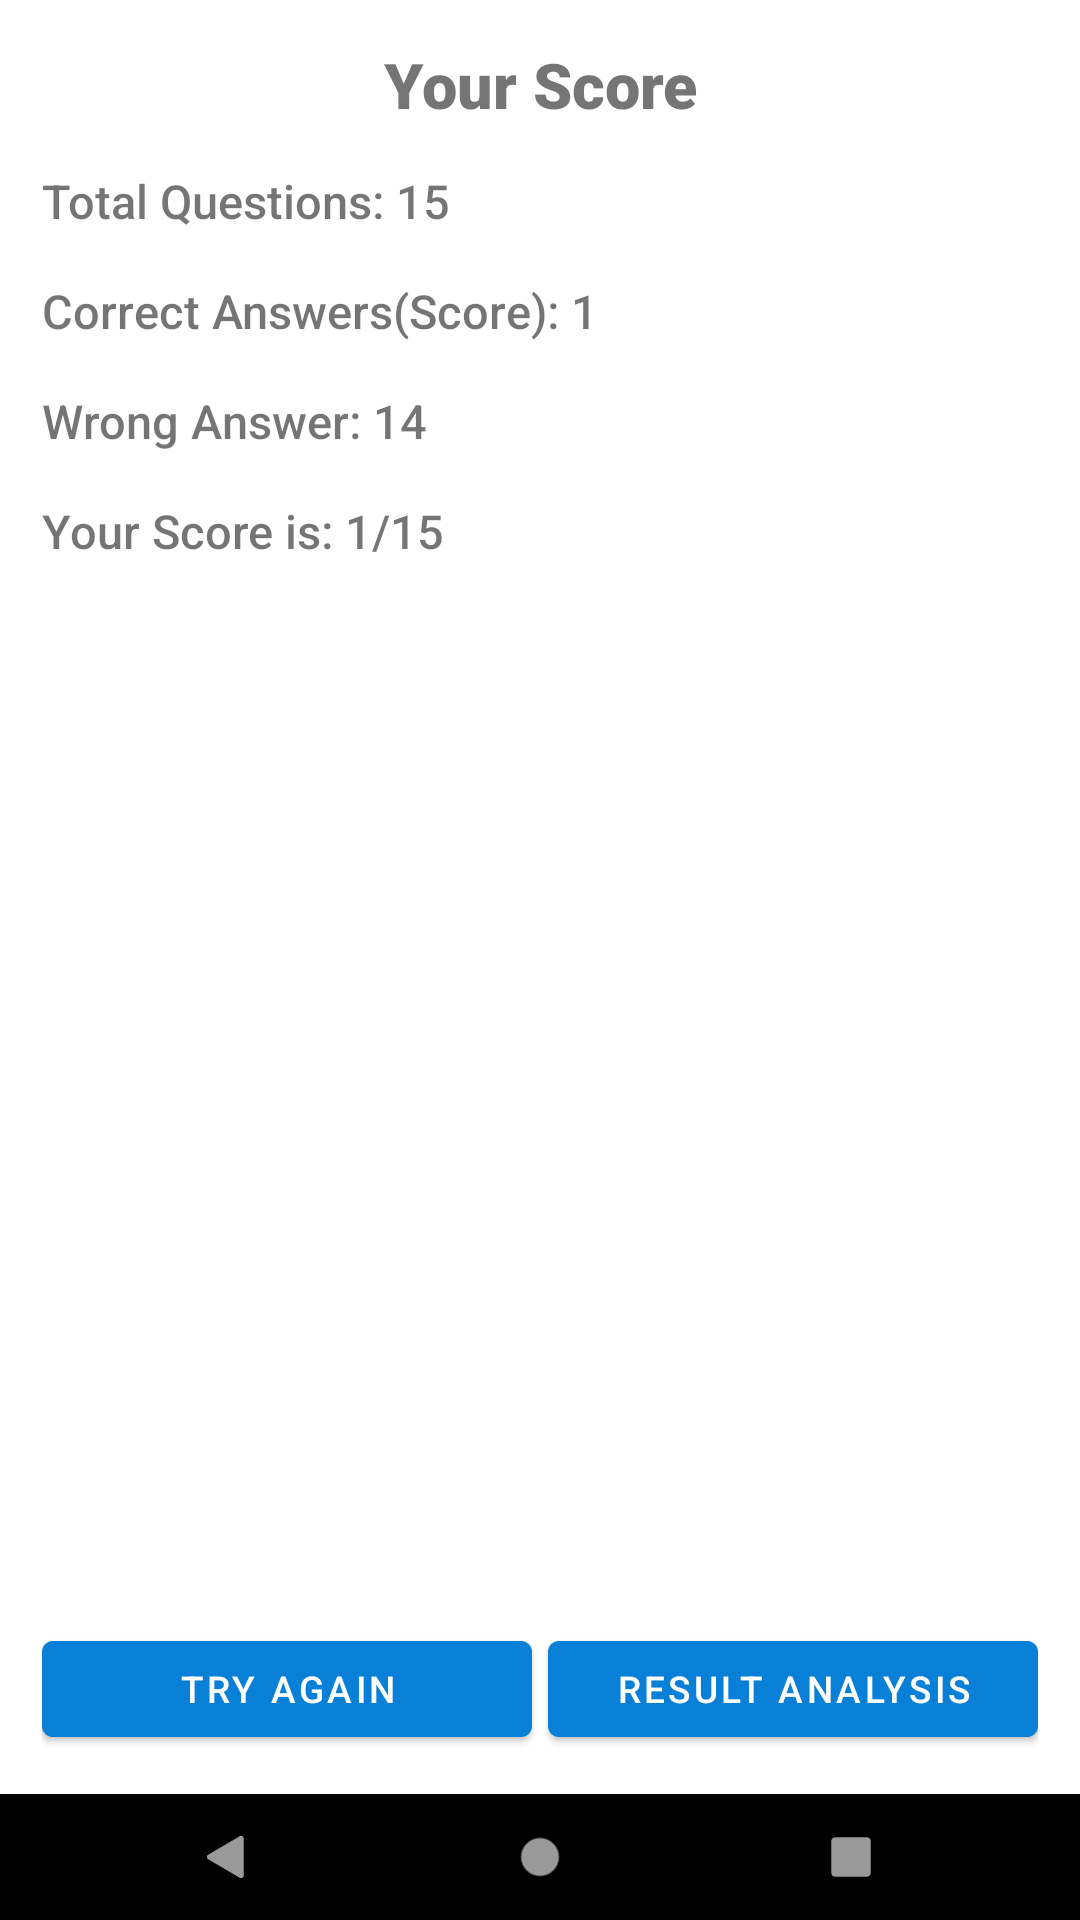 Your Score
Total Questions: 15
Correct Answers(Score): 1
Wrong Answer: 14
Your Score is: 1/15
TRY AGAIN
RESULT ANALYSIS